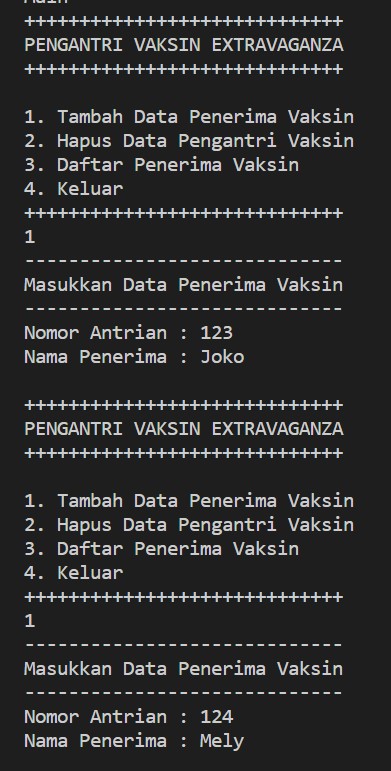 Main
+++++++++++++++++++++++++++++
PENGANTRI VAKSIN EXTRAVAGANZA
+++++++++++++++++++++++++++++
1. Tambah Data Penerima Vaksin
2. Hapus Data Pengantri Vaksin
3. Daftar Penerima Vaksin
4. Keluar
+++++++++++++++++++++++++++++
1
-----------------------------
Masukkan Data Penerima Vaksin
-----------------------------
Nomor Antrian : 123
Nama Penerima : Joko
+++++++++++++++++++++++++++++
PENGANTRI VAKSIN EXTRAVAGANZA
+++++++++++++++++++++++++++++
1. Tambah Data Penerima Vaksin
2. Hapus Data Pengantri Vaksin
3. Daftar Penerima Vaksin
4. Keluar
+++++++++++++++++++++++++++++
1
-----------------------------
Masukkan Data Penerima Vaksin
-----------------------------
Nomor Antrian : 124
Nama Penerima : Mely